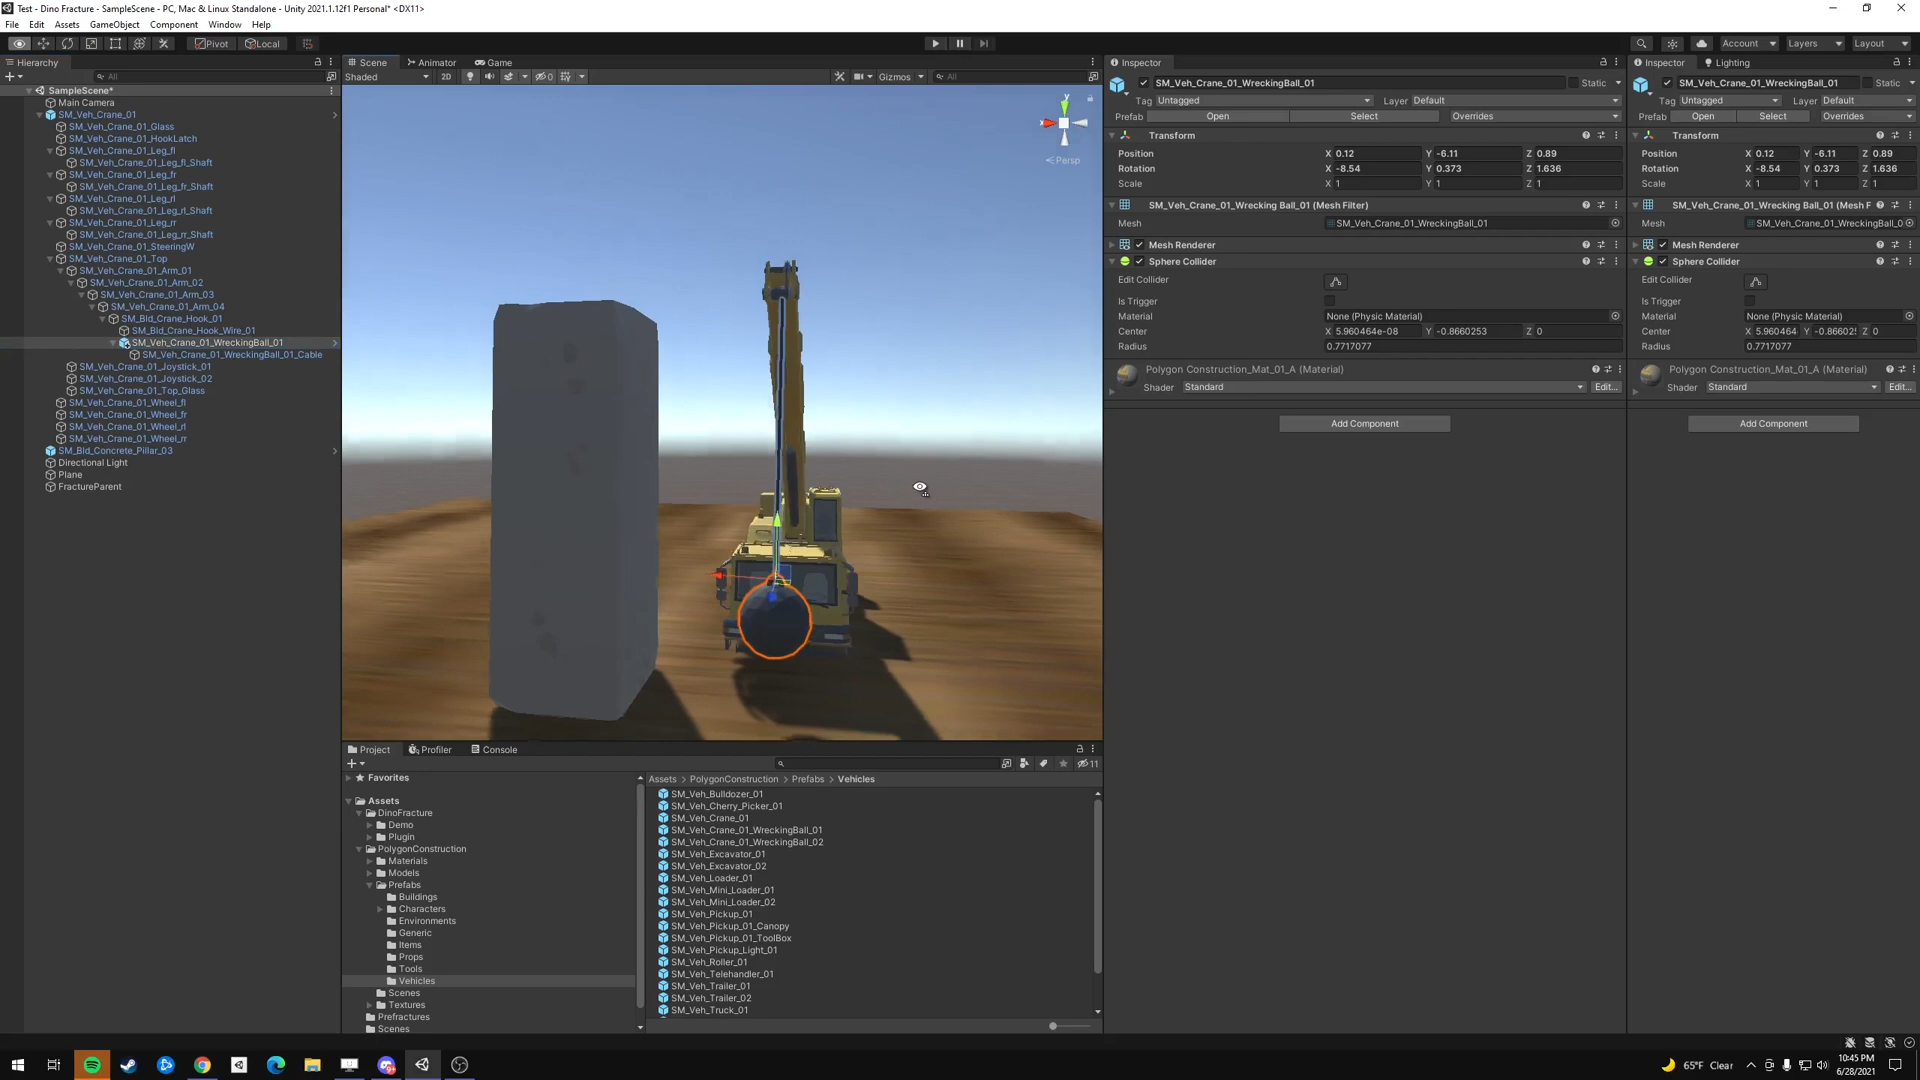 Test - Dino Fracture - SampleScene - PC, Mac & Linux Standalone - Unity 2021.1.12f1 Personal* <DX11>
File Edit Assets GameObject Component Window Help
Pivot Local Account Layers Layout
Hierarchy
All
SampleScene*
Main Camera
SM_Veh_Crane_01
SM_Veh_Crane_01_Glass
SM_Veh_Crane_01_HookLatch
SM_Veh_Crane_01_Leg_fl
SM_Veh_Crane_01_Leg_fl_Shaft
SM_Veh_Crane_01_Leg_fr
SM_Veh_Crane_01_Leg_fr_Shaft
SM_Veh_Crane_01_Leg_rl
SM_Veh_Crane_01_Leg_rl_Shaft
SM_Veh_Crane_01_Leg_rr
SM_Veh_Crane_01_Leg_rr_Shaft
SM_Veh_Crane_01_SteeringW
SM_Veh_Crane_01_Top
SM_Veh_Crane_01_Arm_01
SM_Veh_Crane_01_Arm_02
SM_Veh_Crane_01_Arm_03
SM_Veh_Crane_01_Arm_04
SM_Bld_Crane_Hook_01
SM_Bld_Crane_Hook_Wire_01
SM_Veh_Crane_01_WreckingBall_01
SM_Veh_Crane_01_WreckingBall_01_Cable
SM_Veh_Crane_01_Joystick_01
SM_Veh_Crane_01_Joystick_02
SM_Veh_Crane_01_Top_Glass
SM_Veh_Crane_01_Wheel_fl
SM_Veh_Crane_01_Wheel_fr
SM_Veh_Crane_01_Wheel_rl
SM_Veh_Crane_01_Wheel_rr
SM_Bld_Concrete_Pillar_03
Directional Light
Plane
FractureParent
Scene Animator Game
Shaded 2D 0 Gizmos All
y
x
Persp
Project Profiler Console
11
Favorites
Assets
DinoFracture
Demo
Plugin
PolygonConstruction
Materials
Models
Prefabs
Buildings
Characters
Environments
Generic
Items
Props
Tools
Vehicles
Scenes
Textures
Prefractures
Scenes
Assets > PolygonConstruction > Prefabs > Vehicles
SM_Veh_Bulldozer_01
SM_Veh_Cherry_Picker_01
SM_Veh_Crane_01
SM_Veh_Crane_01_WreckingBall_01
SM_Veh_Crane_01_WreckingBall_02
SM_Veh_Excavator_01
SM_Veh_Excavator_02
SM_Veh_Loader_01
SM_Veh_Mini_Loader_01
SM_Veh_Mini_Loader_02
SM_Veh_Pickup_01
SM_Veh_Pickup_01_Canopy
SM_Veh_Pickup_01_ToolBox
SM_Veh_Pickup_Light_01
SM_Veh_Roller_01
SM_Veh_Telehandler_01
SM_Veh_Trailer_01
SM_Veh_Trailer_02
SM_Veh_Truck_01
Inspector
SM_Veh_Crane_01_WreckingBall_01 Static
Tag Untagged Layer Default
Prefab Open Select Overrides
Transform
Position X 0.12 Y -6.11 Z 0.89
Rotation X -8.54 Y 0.373 Z 1.636
Scale X 1 Y 1 Z 1
SM_Veh_Crane_01_Wrecking Ball_01 (Mesh Filter)
Mesh SM_Veh_Crane_01_WreckingBall_01
Mesh Renderer
Sphere Collider
Edit Collider
Is Trigger
Material None (Physic Material)
Center X 5.960464e-08 Y -0.8660253 Z 0
Radius 0.7717077
Polygon Construction_Mat_01_A (Material)
Shader Standard Edit...
Add Component
Inspector Lighting
SM_Veh_Crane_01_WreckingBall_01 Static
Tag Untagged Layer Default
Prefab Open Select Overrides
Transform
Position X 0.12 Y -6.11 Z 0.89
Rotation X -8.54 Y 0.373 Z 1.636
Scale X 1 Y 1 Z 1
SM_Veh_Crane_01_Wrecking Ball_01 (Mesh F
Mesh SM_Veh_Crane_01_WreckingBall_0
Mesh Renderer
Sphere Collider
Edit Collider
Is Trigger
Material None (Physic Material)
Center X 5.960464 Y -0.86602! Z 0
Radius 0.7717077
Polygon Construction_Mat_01_A (Material)
Shader Standard Edit...
Add Component
65°F Clear
10:45 PM
6/28/2021